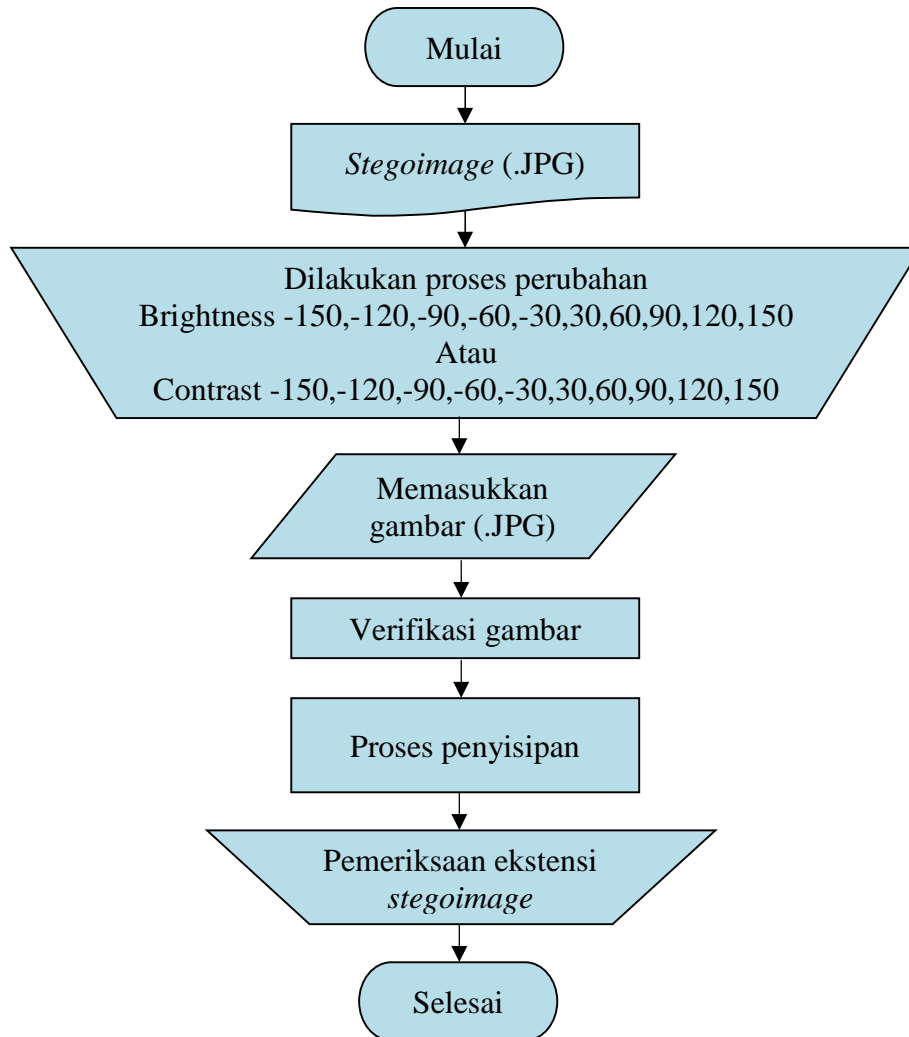 Mulai
Stegoimage (.JPG)
Dilakukan proses perubahan
Brightness -150,-120,-90,-60,-30,30,60,90,120,150
Atau
Contrast -150,-120,-90,-60,-30,30,60,90,120,150
Memasukkan
gambar (.JPG)
Verifikasi gambar
Proses penyisipan
Pemeriksaan ekstensi
stegoimage
Selesai